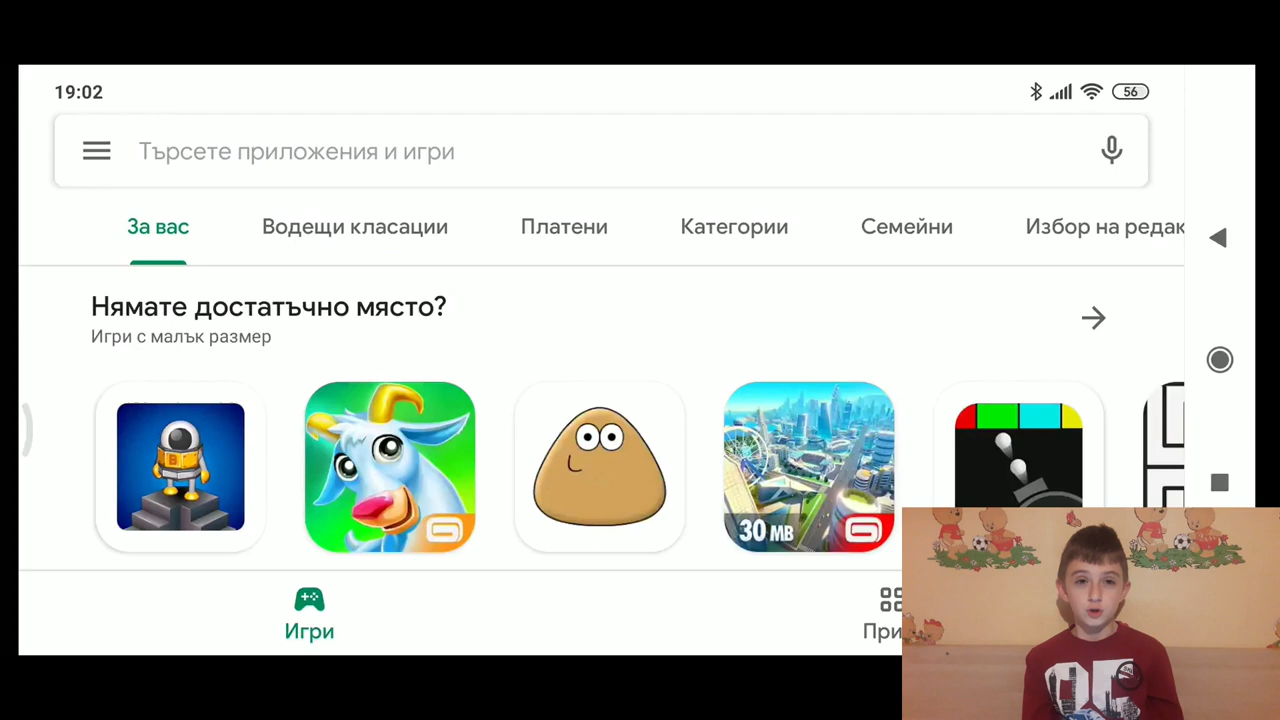 19:02
56
Търсете приложения и игри
За вас
Водещи класации
Платени
Категории
Семейни
Избор на редак
Нямате достатъчно място?
Игри с малък размер
B
30 MB
Игри
При